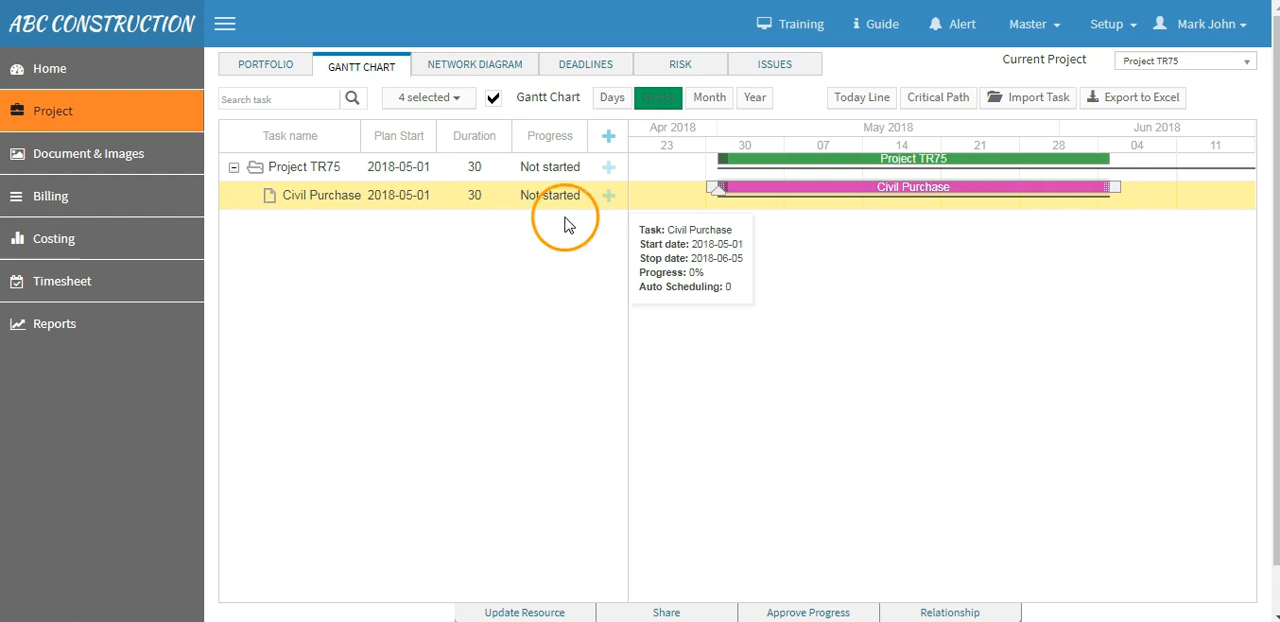 ABC CONSTRUCTION
Training Guide Alert Master Setup Mark John
Home
Project
Document & Images
Billing
Costing
Timesheet
Reports
PORTFOLIO GANTT CHART NETWORK DIAGRAM DEADLINES RISK ISSUES
Current Project Project TR75
Search task 4 selected Gantt Chart Days Month Year Today Line Critical Path Import Task Export to Excel
Task name Plan Start Duration Progress
Apr 2018 May 2018 Jun 2018
23 30 07 14 21 28 04 11
Project TR75 2018-05-01 30 Not started Project TR75
Civil Purchase 2018-05-01 30 Not started Civil Purchase
Task: Civil Purchase
Start date: 2018-05-01
Stop date: 2018-06-05
Progress: 0%
Auto Scheduling: 0
Update Resource Share Approve Progress Relationship